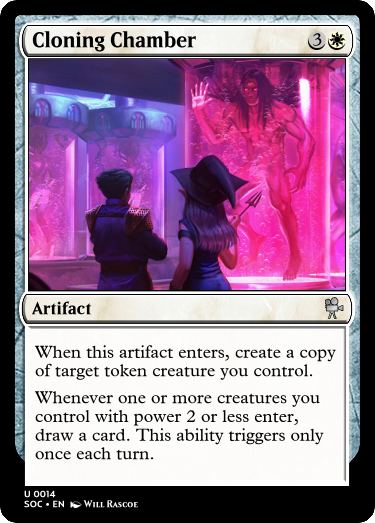 Cloning Chamber 3
Artifact
When this artifact enters, create a copy
of target token creature you control.
Whenever one or more creatures you
control with power 2 or less enter,
draw a card. This ability triggers only
once each turn.
U 0014
SOC • EN Will Rascoe